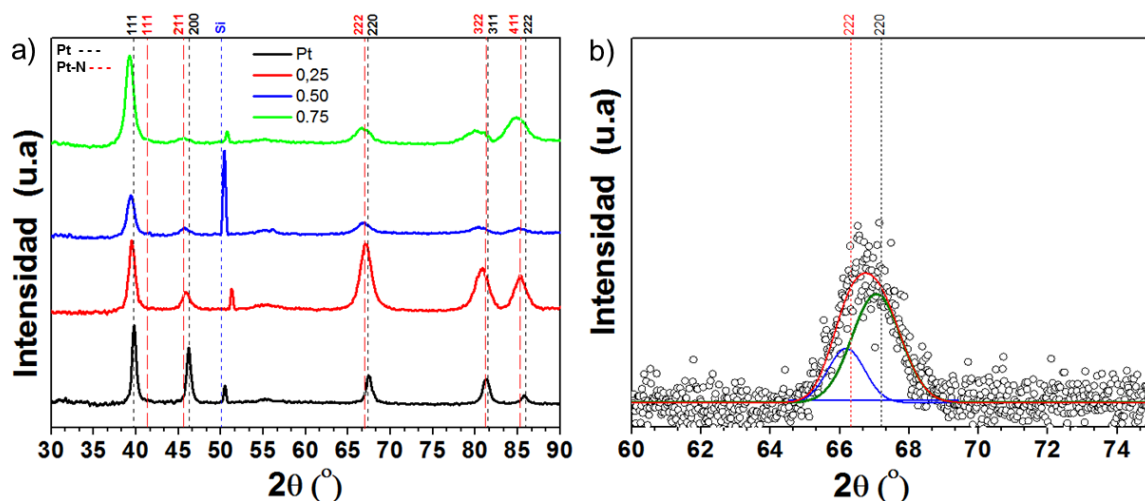 a)
111
111
211
200
Si
222
220
322
311
411
222
Pt
Pt-N
Pt
0,25
0.50
0.75
Intensidad (u.a)
30 35 40 45 50 55 60 65 70 75 80 85 90
2θ (°)
b)
222
220
Intensidad (u.a)
60 62 64 66 68 70 72 74
2θ (°)